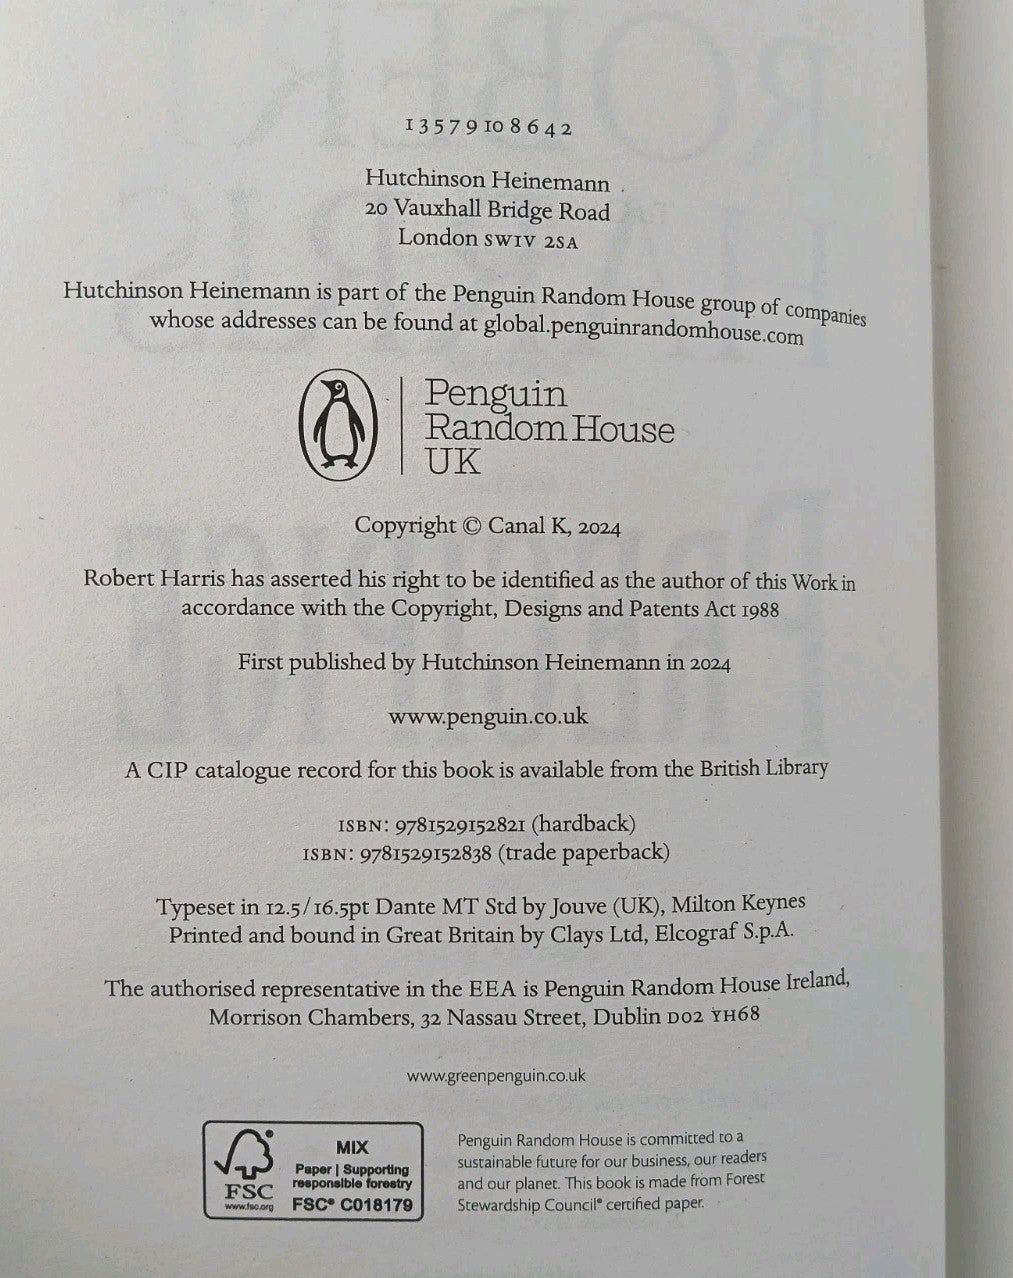 1 3 5 7 9 10 8 6 4 2
Hutchinson Heinemann
20 Vauxhall Bridge Road
London SW1V 2SA
Hutchinson Heinemann is part of the Penguin Random House group of companies
whose addresses can be found at global.penguinrandomhouse.com
Penguin
Random House
UK
Copyright © Canal K, 2024
Robert Harris has asserted his right to be identified as the author of this Work in
accordance with the Copyright, Designs and Patents Act 1988
First published by Hutchinson Heinemann in 2024
www.penguin.co.uk
A CIP catalogue record for this book is available from the British Library
ISBN: 9781529152821 (hardback)
ISBN: 9781529152838 (trade paperback)
Typeset in 12.5/16.5pt Dante MT Std by Jouve (UK), Milton Keynes
Printed and bound in Great Britain by Clays Ltd, Elcograf S.p.A.
The authorised representative in the EEA is Penguin Random House Ireland,
Morrison Chambers, 32 Nassau Street, Dublin D02 YH68
www.greenpenguin.co.uk
FSC
www.fsc.org
MIX
Paper | Supporting
responsible forestry
FSC® C018179
Penguin Random House is committed to a
sustainable future for our business, our readers
and our planet. This book is made from Forest
Stewardship Council® certified paper.